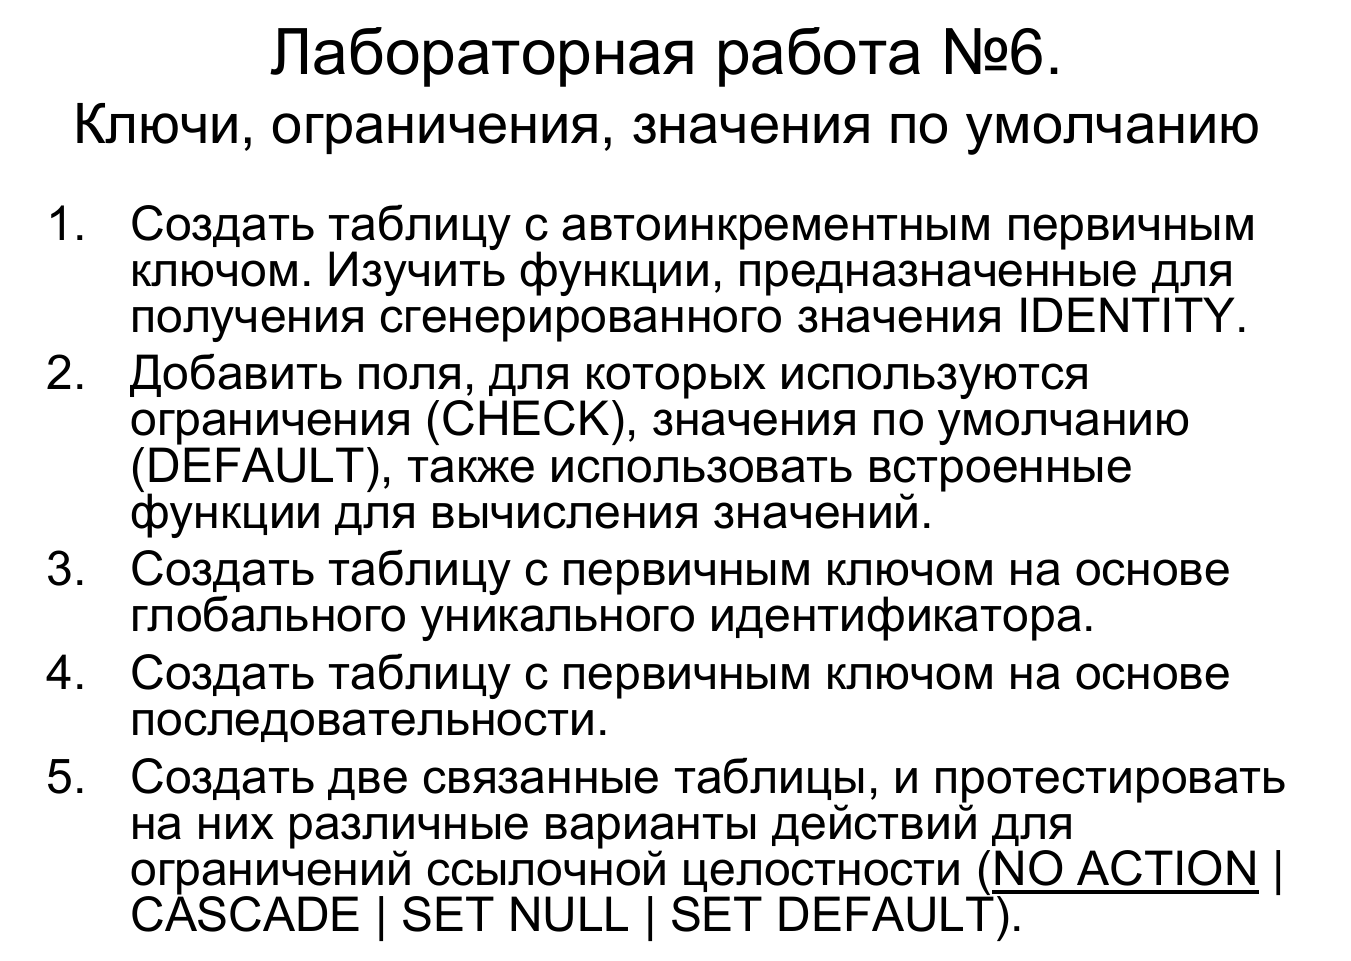 Лабораторная работа №6.
Ключи, ограничения, значения по умолчанию
1. Создать таблицу с автоинкрементным первичным
ключом. Изучить функции, предназначенные для
получения сгенерированного значения IDENTITY.
2. Добавить поля, для которых используются
ограничения (CHECK), значения по умолчанию
(DEFAULT), также использовать встроенные
функции для вычисления значений.
3. Создать таблицу с первичным ключом на основе
глобального уникального идентификатора.
4. Создать таблицу с первичным ключом на основе
последовательности.
5. Создать две связанные таблицы, и протестировать
на них различные варианты действий для
ограничений ссылочной целостности (NO ACTION |
CASCADE | SET NULL | SET DEFAULT).